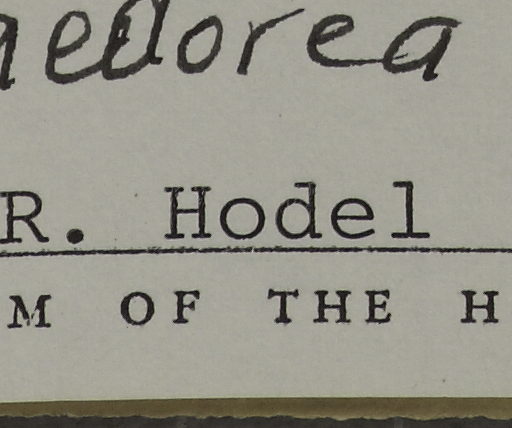 aedorea
R. Hodel
M OF THE H